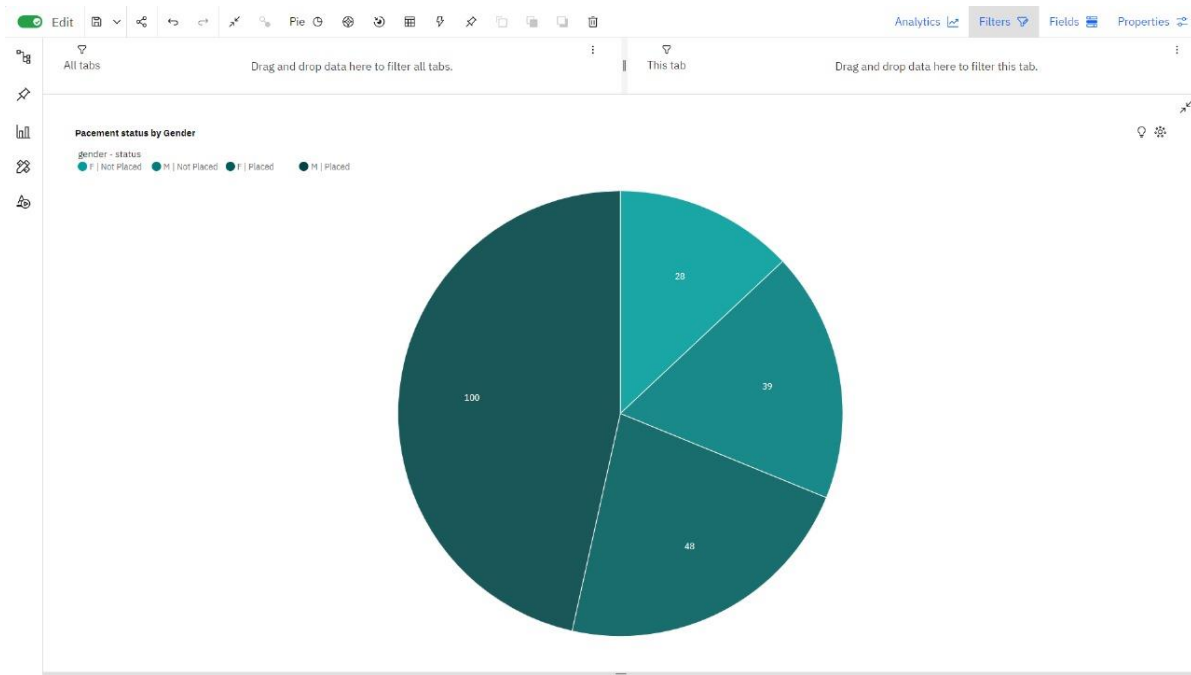 Edit Pie Analytics Filters Fields Properties
All tabs Drag and drop data here to filter all tabs. This tab Drag and drop data here to filter this tab.
Pacement status by Gender
gender - status
F | Not Placed M | Not Placed F | Placed M | Placed
28
39
100
48